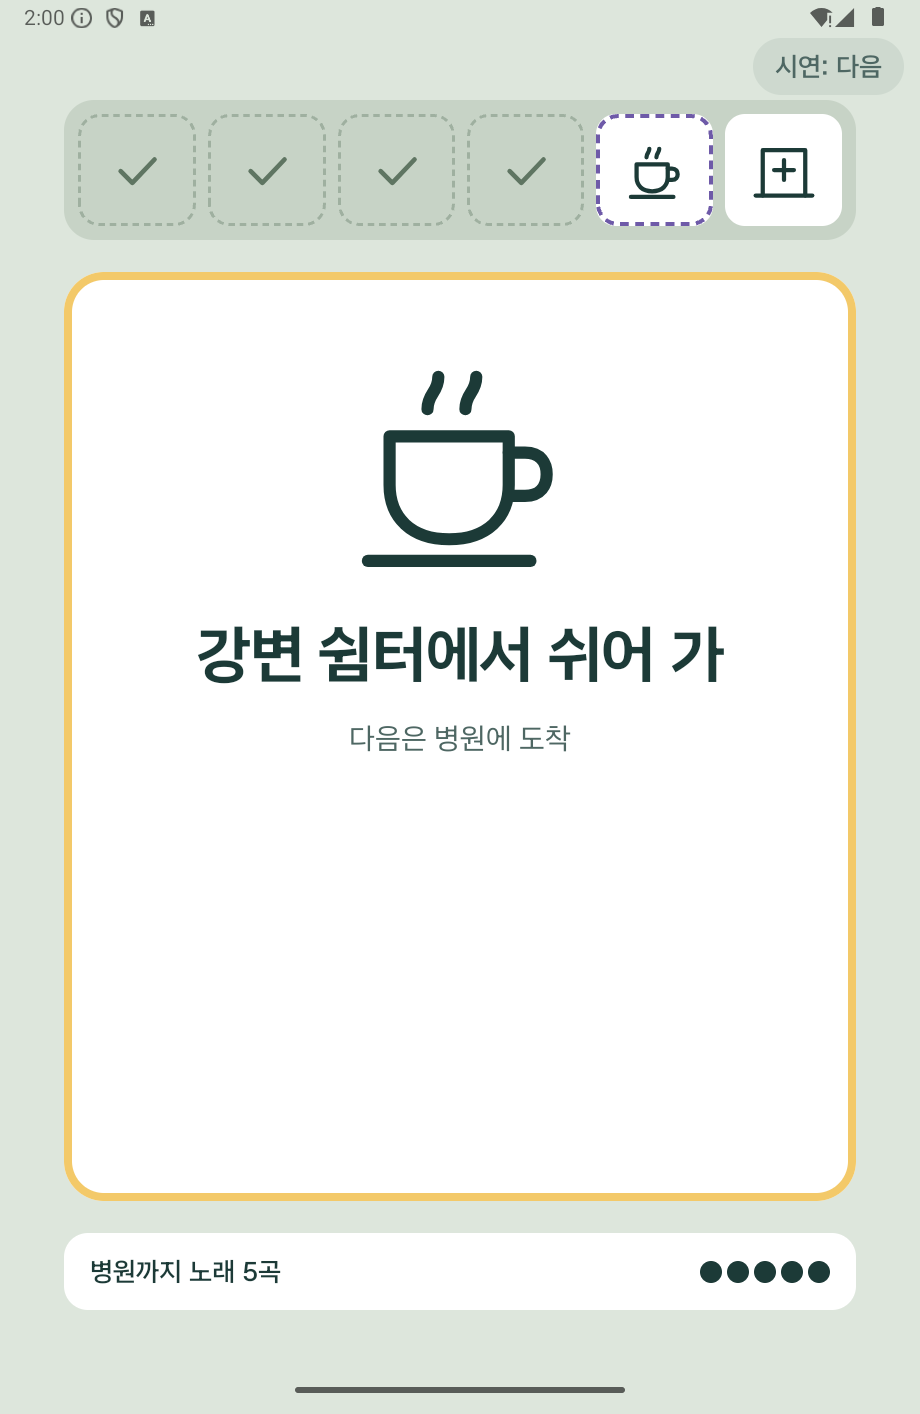 2:00
시연: 다음
강변 쉼터에서 쉬어 가
다음은 병원에 도착
병원까지 노래 5곡